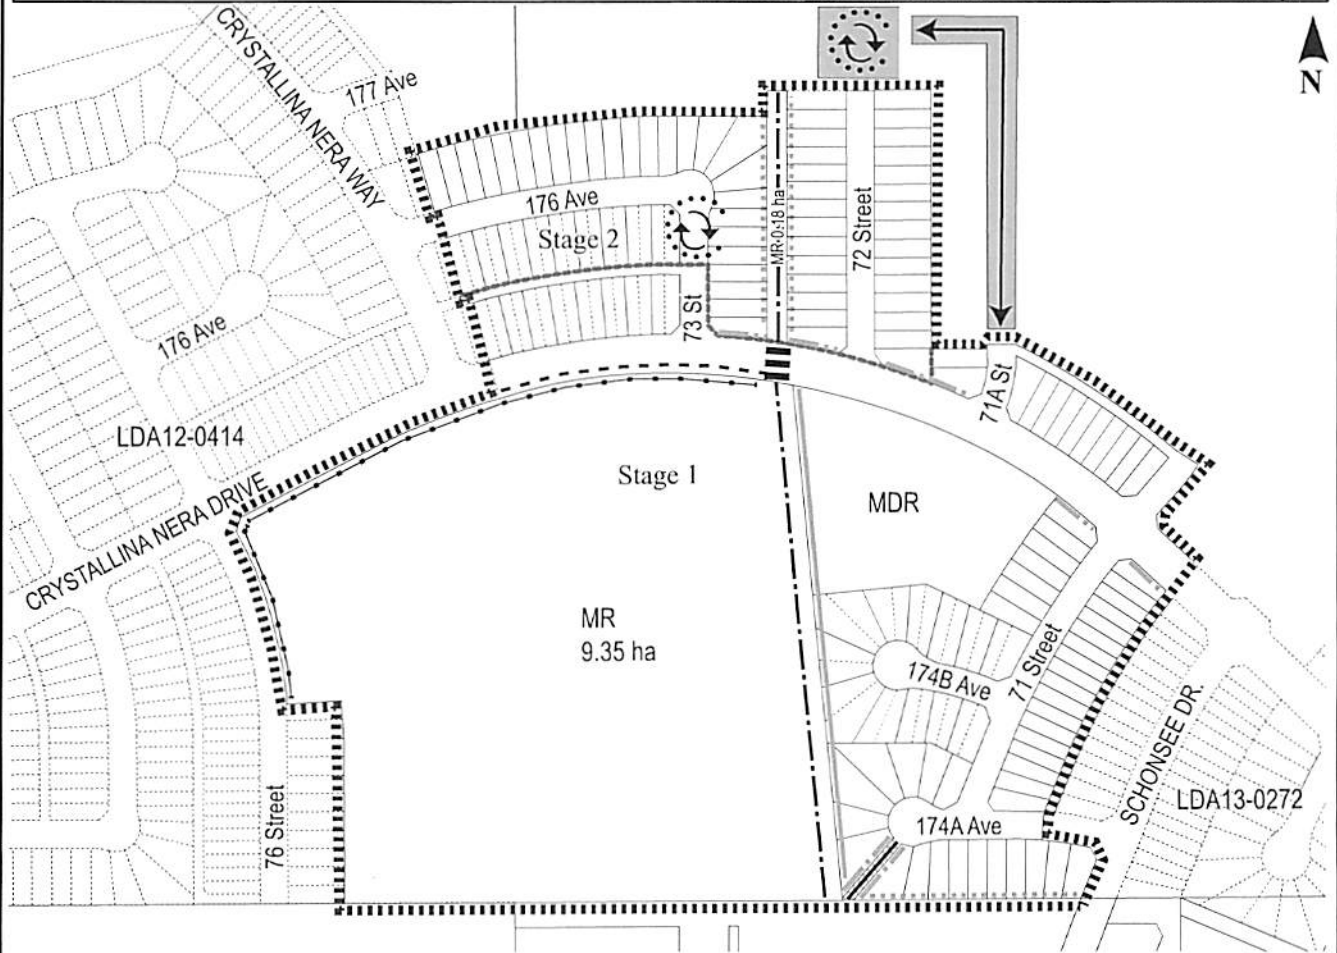 CRYSTALLINA NERA WAY
177 Ave
N
176 Ave
Stage 2
MR 0.18 ha
72 Street
176 Ave
73 St
71A St
LDA12-0414
Stage 1
MDR
CRYSTALLINA NERA DRIVE
MR
9.35 ha
174B Ave
71 Street
SCHONSEE DR.
LDA13-0272
76 Street
174A Ave